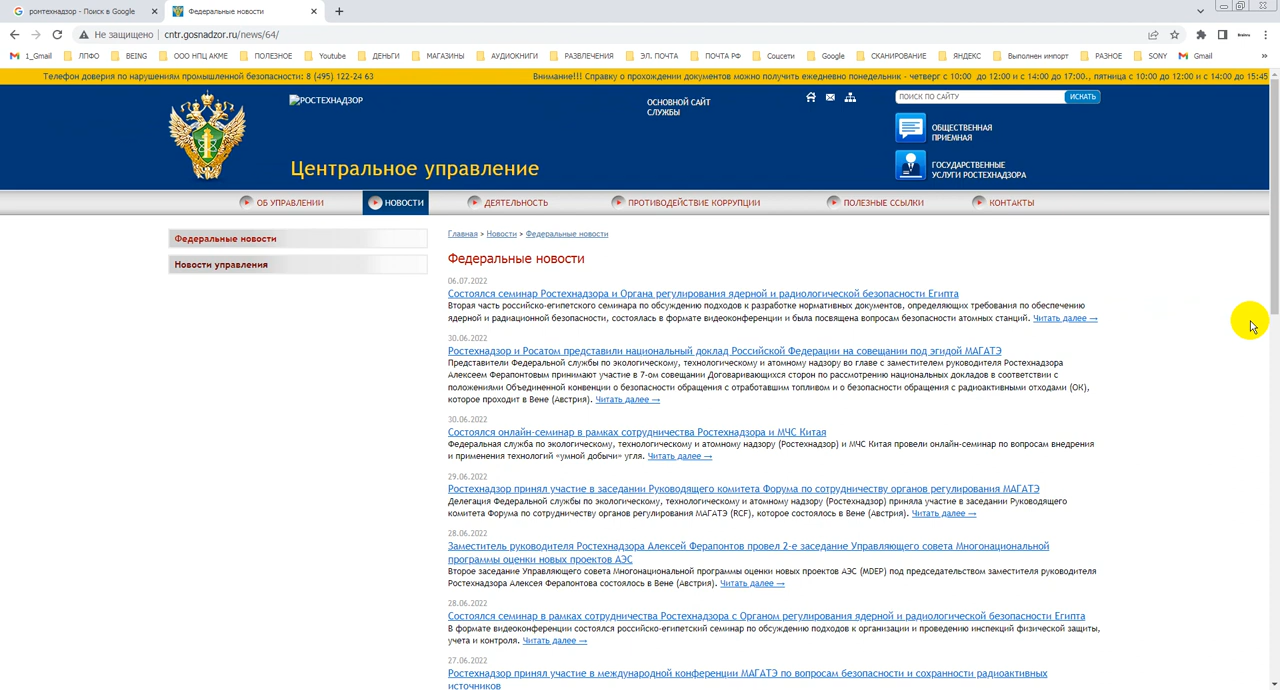 ронтехнадзор - Поиск в Google
Федеральные новости
Не защищено
cntr.gosnadzor.ru/news/64/
1_Gmail
ЛПФО
BEING
ООО НПЦ АКМЕ
ПОЛЕЗНОЕ
Youtube
ДЕНЬГИ
МАГАЗИНЫ
АУДИОКНИГИ
РАЗВЛЕЧЕНИЯ
ЭЛ. ПОЧТА
ПОЧТА РФ
Соцсети
Google
СКАНИРОВАНИЕ
ЯНДЕКС
Выполен импорт
РАЗНОЕ
SONY
Gmail
Телефон доверия по нарушениям промышленной безопасности: 8 (495) 122-24 63
Внимание!!! Справку о прохождении документов можно получить ежедневно понедельник - четверг с 10:00 до 12:00 и с 14:00 до 17:00., пятница с 10:00 до 12:00 и с 14:00 до 15:45
РОСТЕХНАДЗОР
Центральное управление
ОСНОВНОЙ САЙТ
СЛУЖБЫ
ПОИСК ПО САЙТУ
ИСКАТЬ
ОБЩЕСТВЕННАЯ
ПРИЕМНАЯ
ГОСУДАРСТВЕННЫЕ
УСЛУГИ РОСТЕХНАДЗОРА
ОБ УПРАВЛЕНИИ
НОВОСТИ
ДЕЯТЕЛЬНОСТЬ
ПРОТИВОДЕЙСТВИЕ КОРРУПЦИИ
ПОЛЕЗНЫЕ ССЫЛКИ
КОНТАКТЫ
Федеральные новости
Новости управления
Главная > Новости > Федеральные новости
Федеральные новости
06.07.2022
Состоялся семинар Ростехнадзора и Органа регулирования ядерной и радиологической безопасности Египта
Вторая часть российско-египетского семинара по обсуждению подходов к разработке нормативных документов, определяющих требования по обеспечению
ядерной и радиационной безопасности, состоялась в формате видеоконференции и была посвящена вопросам безопасности атомных станций. Читать далее →
30.06.2022
Ростехнадзор и Росатом представили национальный доклад Российской Федерации на совещании под эгидой МАГАТЭ
Представители Федеральной службы по экологическому, технологическому и атомному надзору во главе с заместителем руководителя Ростехнадзора
Алексеем Ферапонтовым принимают участие в 7-ом совещании Договаривающихся сторон по рассмотрению национальных докладов в соответствии с
положениями Объединенной конвенции о безопасности обращения с отработавшим топливом и о безопасности обращения с радиоактивными отходами (ОК),
которое проходит в Вене (Австрия). Читать далее →
30.06.2022
Состоялся онлайн-семинар в рамках сотрудничества Ростехнадзора и МЧС Китая
Федеральная служба по экологическому, технологическому и атомному надзору (Ростехнадзор) и МЧС Китая провели онлайн-семинар по вопросам внедрения
и применения технологий «умной добычи» угля. Читать далее →
29.06.2022
Ростехнадзор принял участие в заседании Руководящего комитета Форума по сотрудничеству органов регулирования МАГАТЭ
Делегация Федеральной службы по экологическому, технологическому и атомному надзору (Ростехнадзор) приняла участие в заседании Руководящего
комитета Форума по сотрудничеству органов регулирования МАГАТЭ (RCF), которое состоялось в Вене (Австрия). Читать далее →
28.06.2022
Заместитель руководителя Ростехнадзора Алексей Ферапонтов провел 2-е заседание Управляющего совета Многонациональной
программы оценки новых проектов АЭС
Второе заседание Управляющего совета Многонациональной программы оценки новых проектов АЭС (MDEP) под председательством заместителя руководителя
Ростехнадзора Алексея Ферапонтова состоялось в Вене (Австрия). Читать далее →
28.06.2022
Состоялся семинар в рамках сотрудничества Ростехнадзора с Органом регулирования ядерной и радиологической безопасности Египта
В формате видеоконференции состоялся российско-египетский семинар по обсуждению подходов к организации и проведению инспекций физической защиты,
учета и контроля. Читать далее →
27.06.2022
Ростехнадзор принял участие в международной конференции МАГАТЭ по вопросам безопасности и сохранности радиоактивных
источников